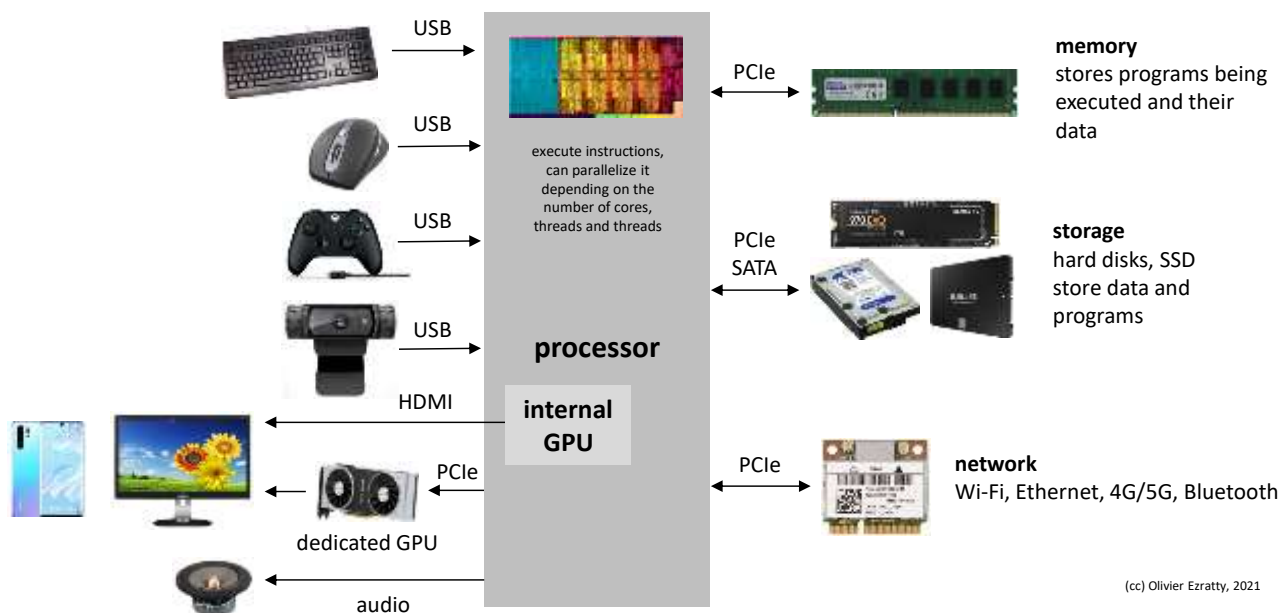 USB
USB
USB
USB
HDMI
PCIe
dedicated GPU
audio
execute instructions,
can parallelize it
depending on the
number of cores,
threads and threads
processor
internal
GPU
PCIe
memory
stores programs being
executed and their
data
PCIe
SATA
storage
hard disks, SSD
store data and
programs
PCIe
network
Wi-Fi, Ethernet, 4G/5G, Bluetooth
(cc) Olivier Ezratty, 2021